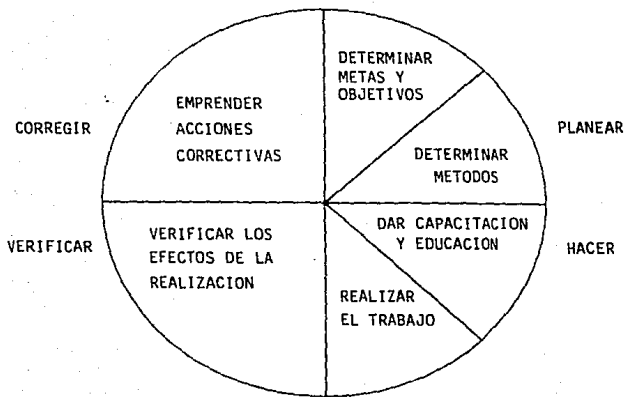 DETERMINAR
METAS Y
OBJETIVOS
EMPRENDER
ACCIONES
CORRECTIVAS
CORREGIR
PLANEAR
DETERMINAR
METODOS
VERIFICAR
VERIFICAR LOS
EFECTOS DE LA
REALIZACION
DAR CAPACITACION
Y EDUCACION
HACER
REALIZAR
EL TRABAJO